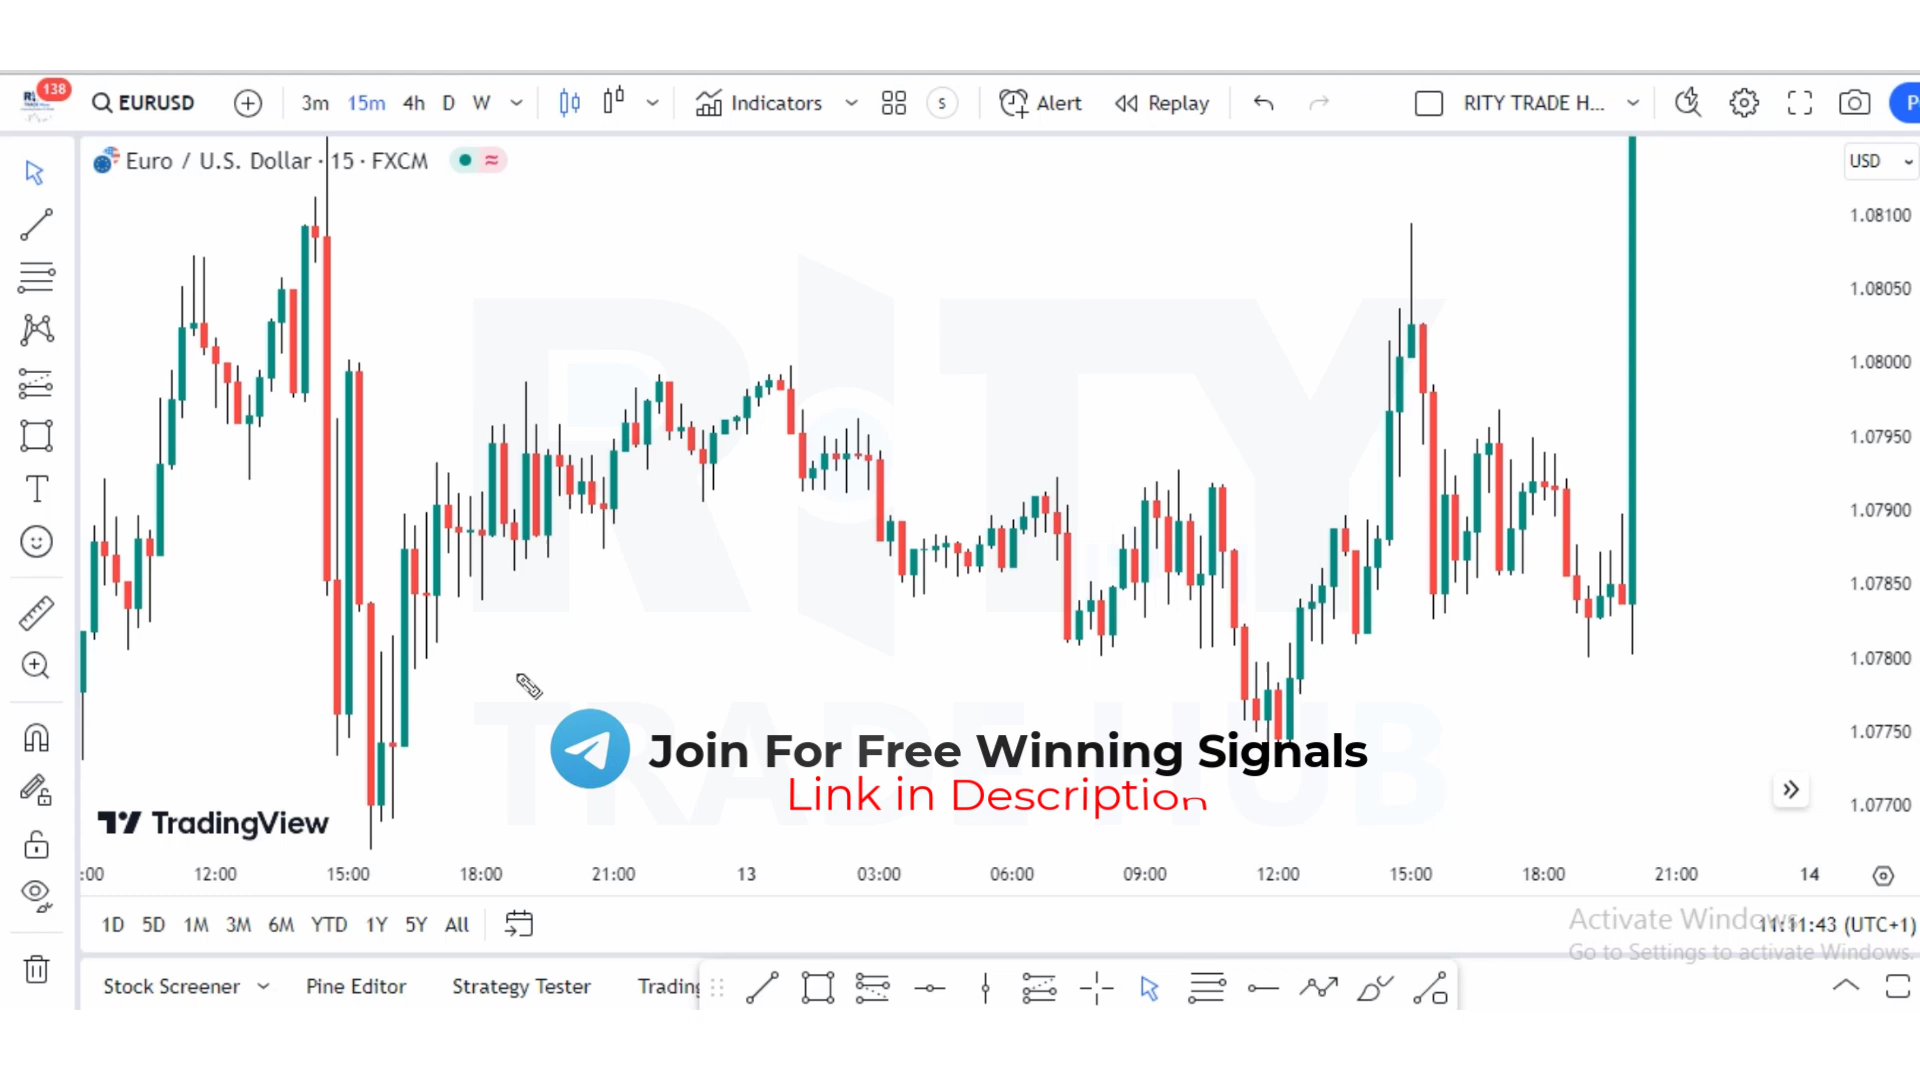 138
EURUSD
3m 15m 4h D W
Indicators
S
Alert
Replay
RITY TRADE H...
P
Euro / U.S. Dollar · 15 · FXCM
USD
1.08100
1.08050
1.08000
1.07950
1.07900
1.07850
1.07800
1.07750
1.07700
RITY
TRADE HUB
Join For Free Winning Signals
Link in Description
TradingView
:00 12:00 15:00 18:00 21:00 13 03:00 06:00 09:00 12:00 15:00 18:00 21:00 14
1D 5D 1M 3M 6M YTD 1Y 5Y All
11:11:43 (UTC+1)
Activate Windows
Go to Settings to activate Windows.
Stock Screener Pine Editor Strategy Tester Trading